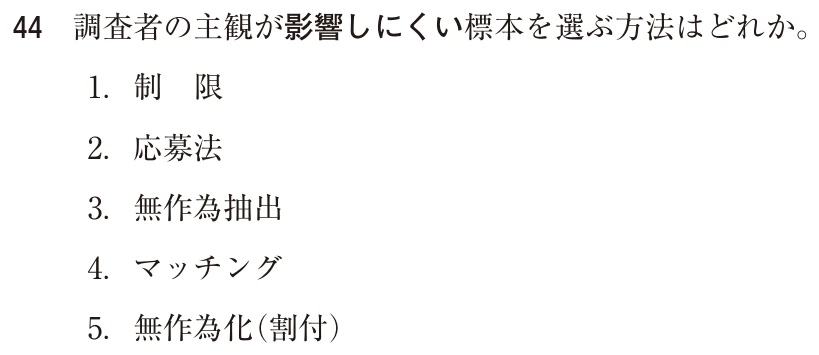 44 調査者の主観が影響しにくい標本を選ぶ方法はどれか。
1. 制　限
2. 応募法
3. 無作為抽出
4. マッチング
5. 無作為化(割付)